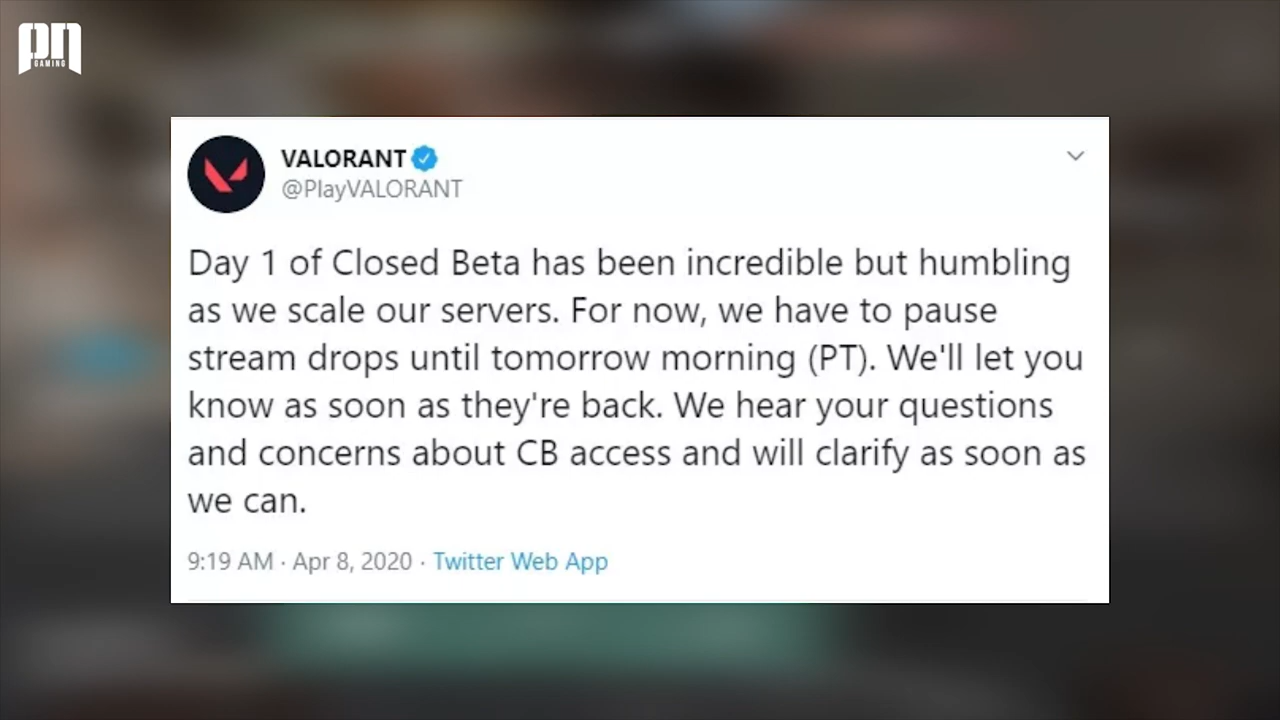 PN
GAMING
VALORANT
@PlayVALORANT
Day 1 of Closed Beta has been incredible but humbling
as we scale our servers. For now, we have to pause
stream drops until tomorrow morning (PT). We'll let you
know as soon as they're back. We hear your questions
and concerns about CB access and will clarify as soon as
we can.
9:19 AM · Apr 8, 2020 · Twitter Web App